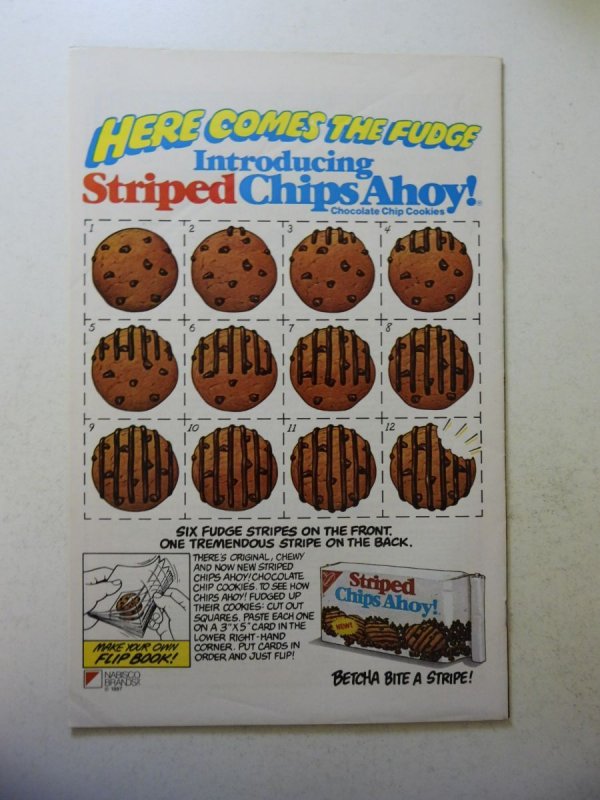 HERE COMES THE FUDGE
Introducing
Striped Chips Ahoy!®
Chocolate Chip Cookies
1 2 3 4
5 6 7 8
9 10 11 12
SIX FUDGE STRIPES ON THE FRONT.
ONE TREMENDOUS STRIPE ON THE BACK.
THERE'S ORIGINAL, CHEWY
AND NOW NEW STRIPED
CHIPS AHOY! CHOCOLATE
CHIP COOKIES. TO SEE HOW
CHIPS AHOY! FUDGED UP
THEIR COOKIES: CUT OUT
SQUARES. PASTE EACH ONE
ON A 3"X5" CARD IN THE
LOWER RIGHT-HAND
CORNER. PUT CARDS IN
ORDER AND JUST FLIP!
MAKE YOUR OWN
FLIP BOOK!
NABISCO
BRANDS
© 1987
Striped
Chips Ahoy!
NEW!
BETCHA BITE A STRIPE!